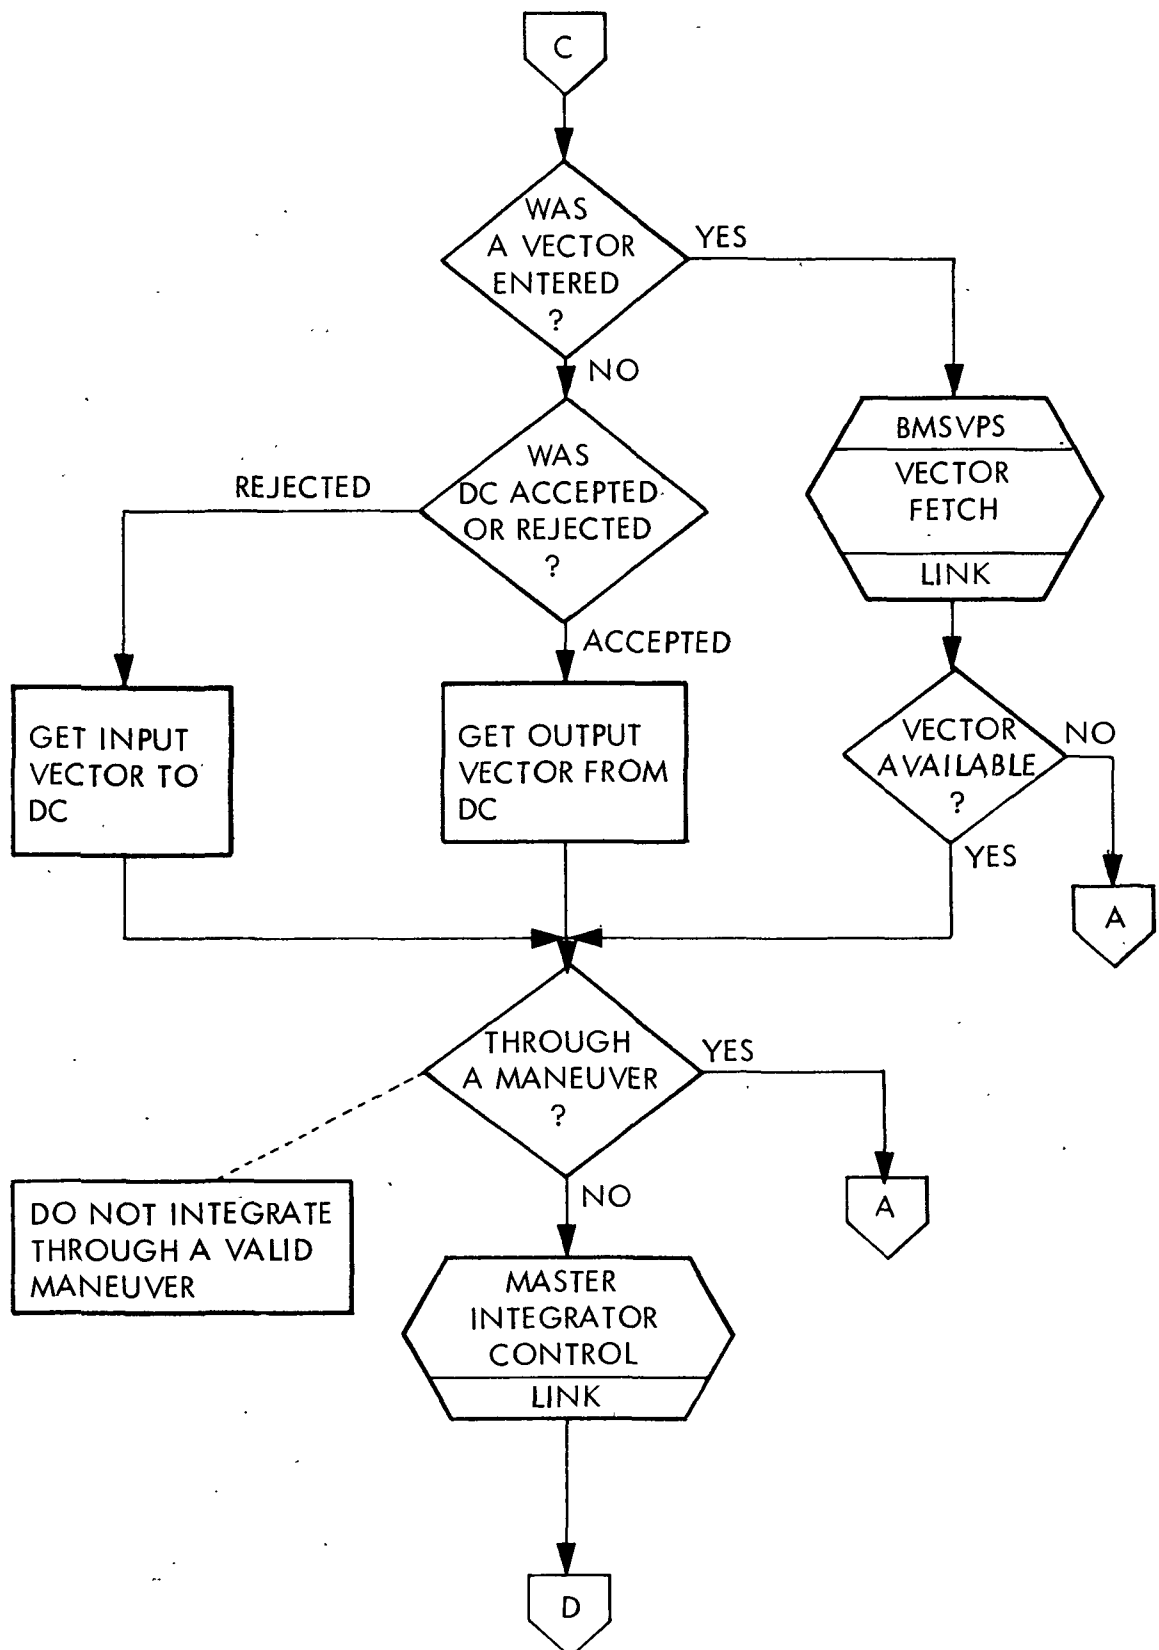 C
WAS
A VECTOR
ENTERED
?
YES
NO
BMSVPS
VECTOR
FETCH
LINK
WAS
DC ACCEPTED
OR REJECTED
?
REJECTED
ACCEPTED
GET INPUT
VECTOR TO
DC
GET OUTPUT
VECTOR FROM
DC
VECTOR
AVAILABLE
?
NO
YES
A
THROUGH
A MANEUVER
?
YES
A
NO
DO NOT INTEGRATE
THROUGH A VALID
MANEUVER
MASTER
INTEGRATOR
CONTROL
LINK
D